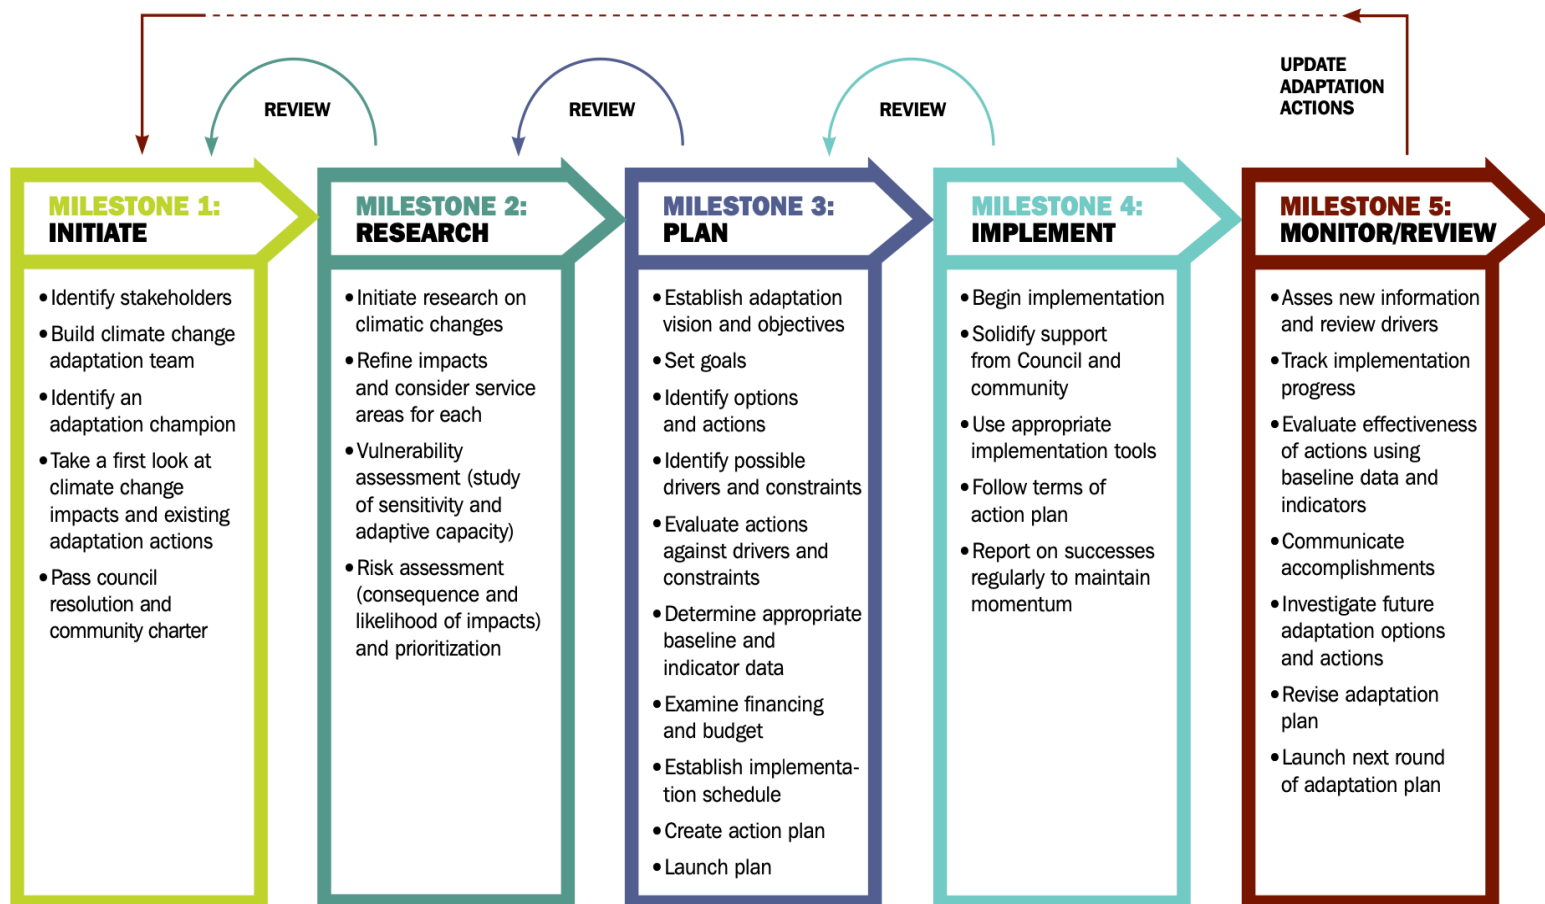 UPDATE
ADAPTATION
ACTIONS
REVIEW
REVIEW
REVIEW
MILESTONE 1:
INITIATE
• Identify stakeholders
• Build climate change
adaptation team
• Identify an
adaptation champion
• Take a first look at
climate change
impacts and existing
adaptation actions
• Pass council
resolution and
community charter
MILESTONE 2:
RESEARCH
• Initiate research on
climatic changes
• Refine impacts
and consider service
areas for each
• Vulnerability
assessment (study
of sensitivity and
adaptive capacity)
• Risk assessment
(consequence and
likelihood of impacts)
and prioritization
MILESTONE 3:
PLAN
• Establish adaptation
vision and objectives
• Set goals
• Identify options
and actions
• Identify possible
drivers and constraints
• Evaluate actions
against drivers and
constraints
• Determine appropriate
baseline and
indicator data
• Examine financing
and budget
• Establish implementa-
tion schedule
• Create action plan
• Launch plan
MILESTONE 4:
IMPLEMENT
• Begin implementation
• Solidify support
from Council and
community
• Use appropriate
implementation tools
• Follow terms of
action plan
• Report on successes
regularly to maintain
momentum
MILESTONE 5:
MONITOR/REVIEW
• Asses new information
and review drivers
• Track implementation
progress
• Evaluate effectiveness
of actions using
baseline data and
indicators
• Communicate
accomplishments
• Investigate future
adaptation options
and actions
• Revise adaptation
plan
• Launch next round
of adaptation plan